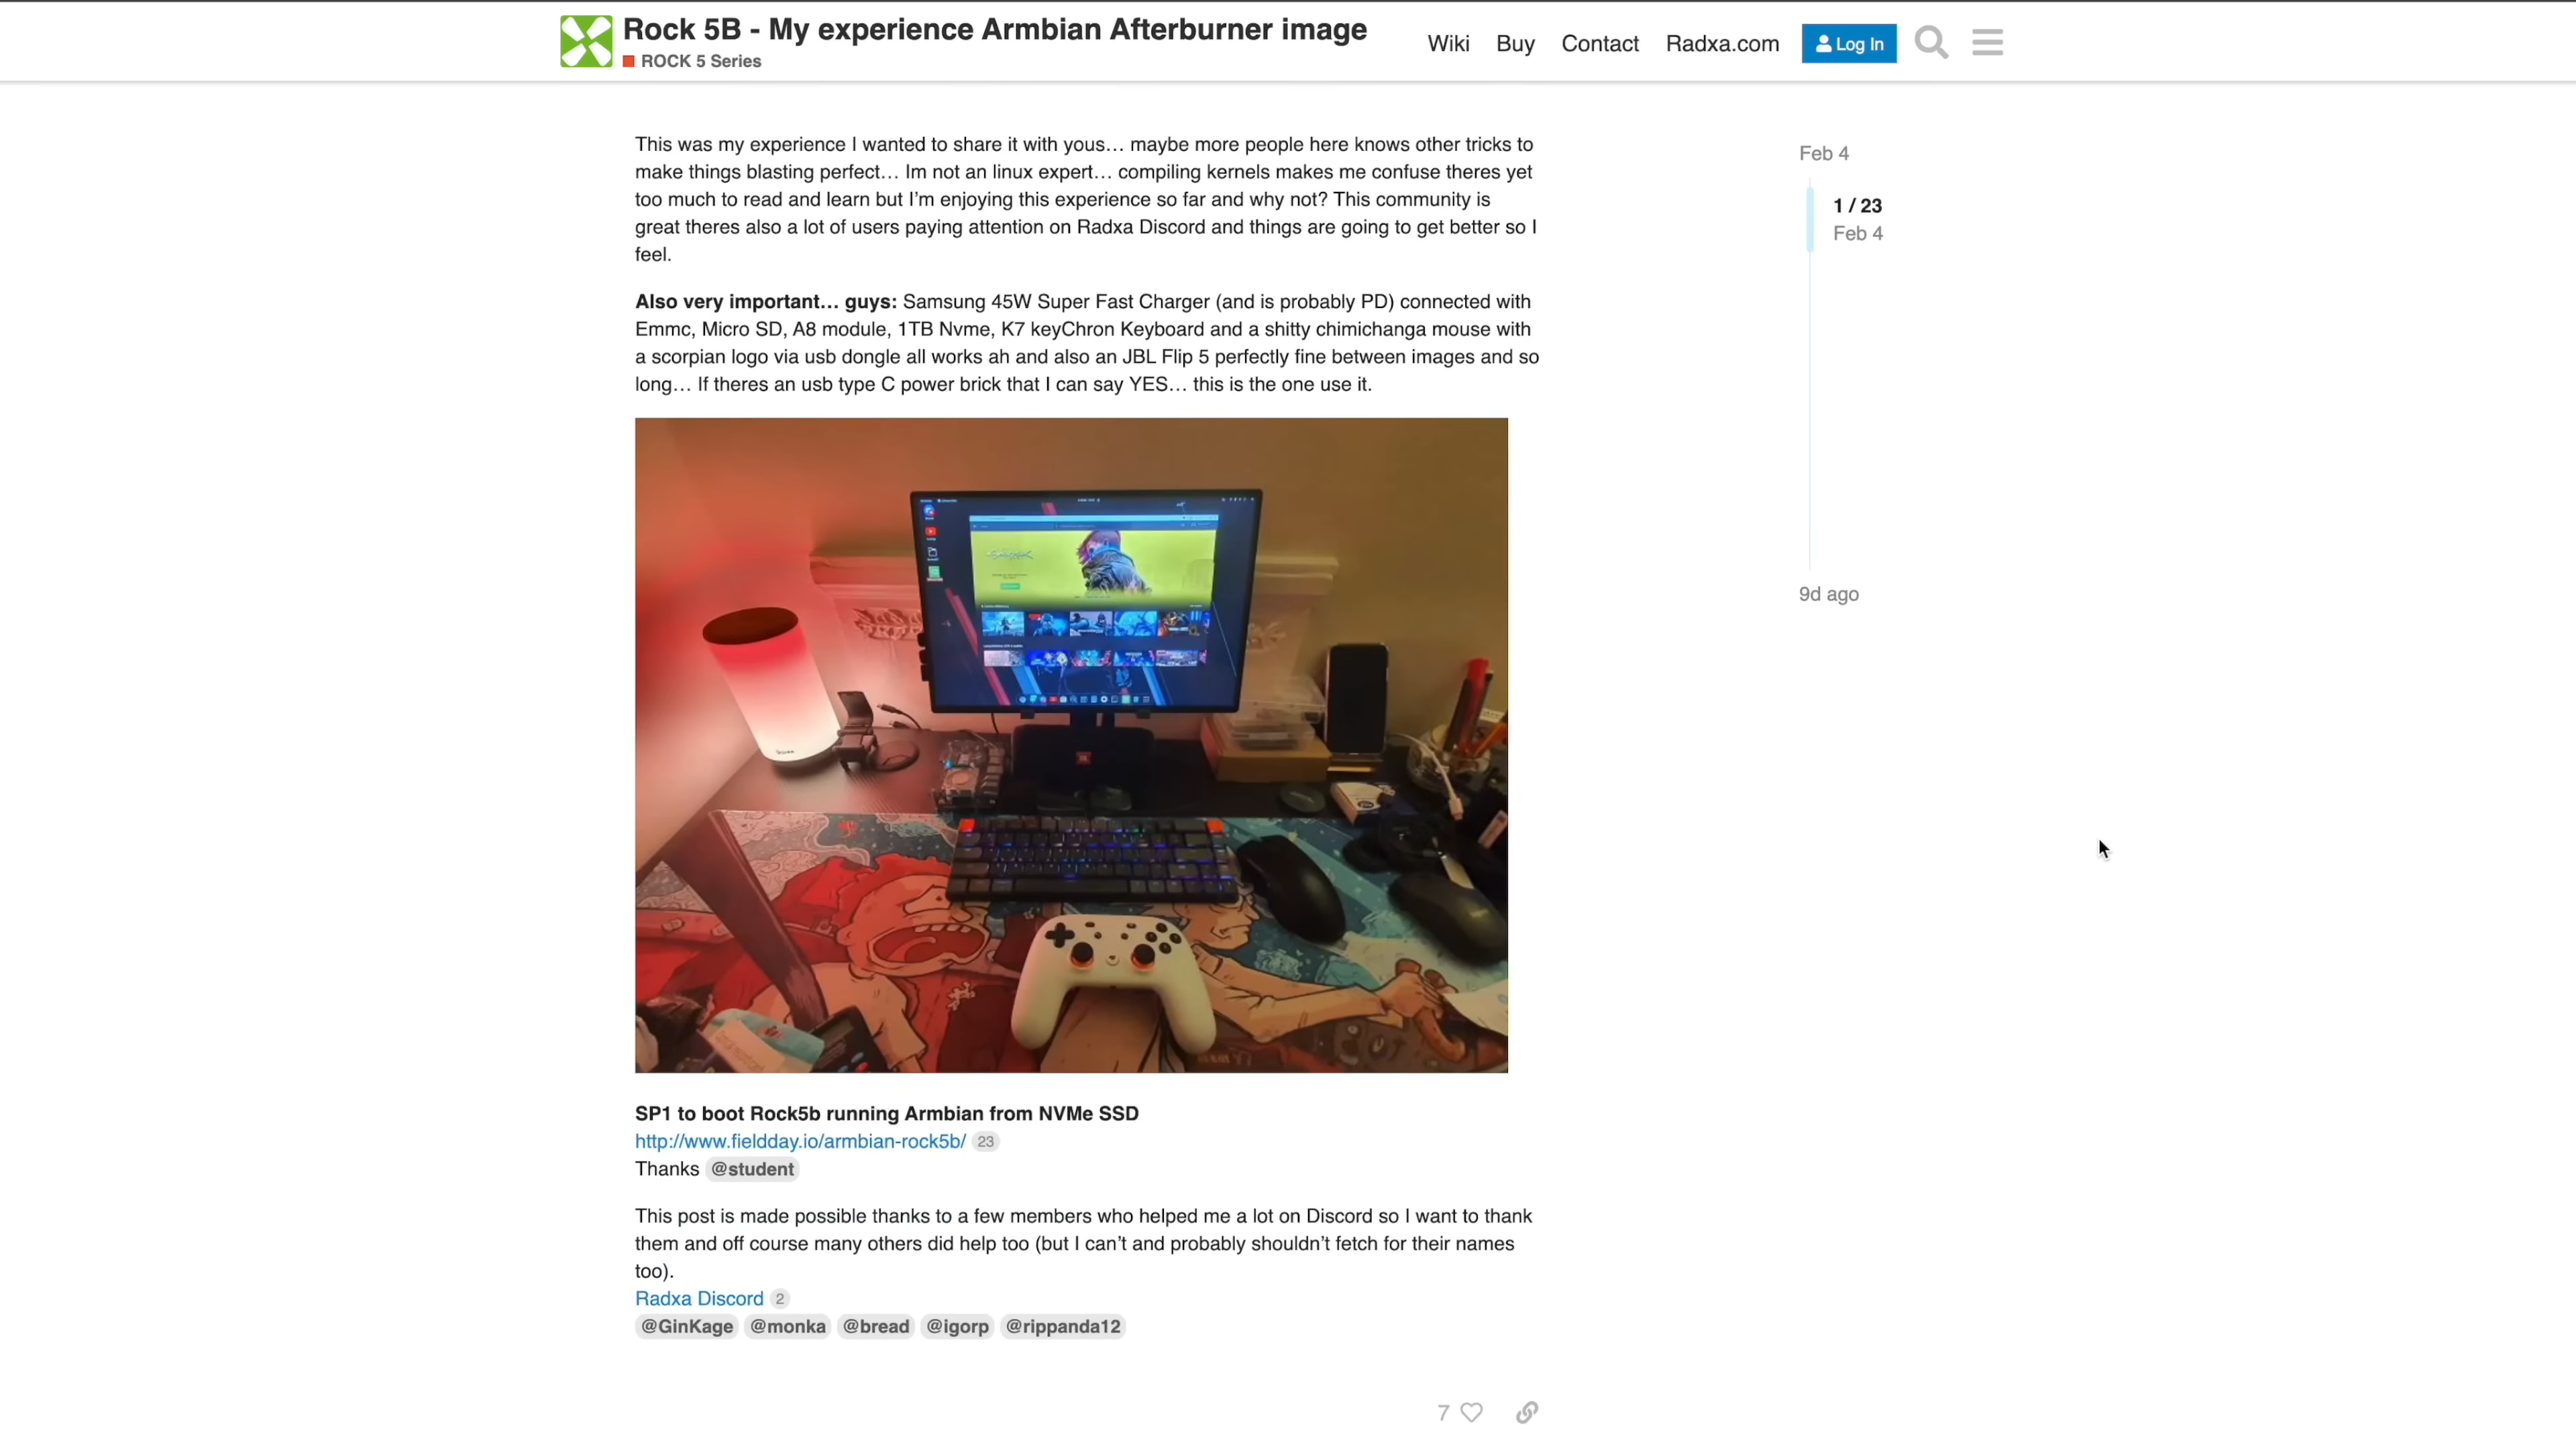 Rock 5B - My experience Armbian Afterburner image
ROCK 5 Series
Wiki Buy Contact Radxa.com Log In
This was my experience I wanted to share it with yous… maybe more people here knows other tricks to
make things blasting perfect… Im not an linux expert… compiling kernels makes me confuse theres yet
too much to read and learn but I’m enjoying this experience so far and why not? This community is
great theres also a lot of users paying attention on Radxa Discord and things are going to get better so I
feel.
Also very important… guys: Samsung 45W Super Fast Charger (and is probably PD) connected with
Emmc, Micro SD, A8 module, 1TB Nvme, K7 keyChron Keyboard and a shitty chimichanga mouse with
a scorpian logo via usb dongle all works ah and also an JBL Flip 5 perfectly fine between images and so
long… If theres an usb type C power brick that I can say YES… this is the one use it.
SP1 to boot Rock5b running Armbian from NVMe SSD
http://www.fieldday.io/armbian-rock5b/ 23
Thanks @student
This post is made possible thanks to a few members who helped me a lot on Discord so I want to thank
them and off course many others did help too (but I can’t and probably shouldn’t fetch for their names
too).
Radxa Discord 2
@GinKage @monka @bread @igorp @rippanda12
7
Feb 4
1 / 23
Feb 4
9d ago